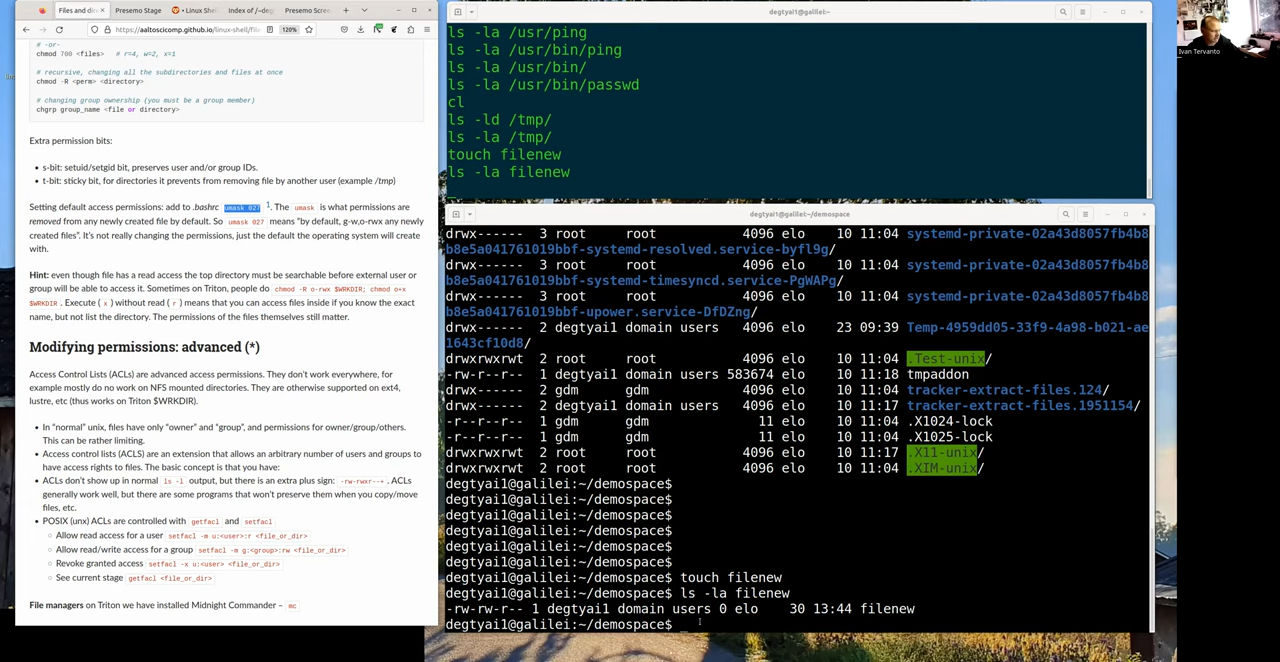 Files and dir
Presemo Stage
• Linux Shel
Index of /~deg
Presemo Scree
https://aaltoscicomp.github.io/linux-shell/file
120%
# -or-
chmod 700 <files>   # r=4, w=2, x=1
# recursive, changing all the subdirectories and files at once
chmod -R <perm> <directory>
# changing group ownership (you must be a group member)
chgrp group_name <file or directory>
Extra permission bits:
• s-bit: setuid/setgid bit, preserves user and/or group IDs.
• t-bit: sticky bit, for directories it prevents from removing file by another user (example /tmp)
Setting default access permissions: add to .bashrc umask 027 1. The umask is what permissions are
removed from any newly created file by default. So umask 027 means “by default, g-w,o-rwx any newly
created files”. It’s not really changing the permissions, just the default the operating system will create
with.
Hint: even though file has a read access the top directory must be searchable before external user or
group will be able to access it. Sometimes on Triton, people do chmod -R o-rwx $WRKDIR; chmod o+x
$WRKDIR . Execute ( x ) without read ( r ) means that you can access files inside if you know the exact
name, but not list the directory. The permissions of the files themselves still matter.
Modifying permissions: advanced (*)
Access Control Lists (ACLs) are advanced access permissions. They don’t work everywhere, for
example mostly do no work on NFS mounted directories. They are otherwise supported on ext4,
lustre, etc (thus works on Triton $WRKDIR).
• In “normal” unix, files have only “owner” and “group”, and permissions for owner/group/others.
This can be rather limiting.
• Access control lists (ACLs) are an extension that allows an arbitrary number of users and groups to
have access rights to files. The basic concept is that you have:
• ACLs don’t show up in normal ls -l output, but there is an extra plus sign: -rw-rwxr--+ . ACLs
generally work well, but there are some programs that won’t preserve them when you copy/move
files, etc.
• POSIX (unx) ACLs are controlled with getfacl and setfacl
Allow read access for a user setfacl -m u:<user>:r <file_or_dir>
Allow read/write access for a group setfacl -m g:<group>:rw <file_or_dir>
Revoke granted access setfacl -x u:<user> <file_or_dir>
See current stage getfacl <file_or_dir>
File managers on Triton we have installed Midnight Commander – mc
degtyai1@galilei:~
ls -la /usr/ping
ls -la /usr/bin/ping
ls -la /usr/bin/
ls -la /usr/bin/passwd
cl
ls -ld /tmp/
ls -la /tmp/
touch filenew
ls -la filenew
degtyai1@galilei:~/demospace
drwx------ 3 root root 4096 elo 10 11:04 systemd-private-02a43d8057fb4b8
b8e5a041761019bbf-systemd-resolved.service-byfl9g/
drwx------ 3 root root 4096 elo 10 11:04 systemd-private-02a43d8057fb4b8
b8e5a041761019bbf-systemd-timesyncd.service-PgWAPg/
drwx------ 3 root root 4096 elo 10 11:04 systemd-private-02a43d8057fb4b8
b8e5a041761019bbf-upower.service-DfDZng/
drwx------ 2 degtyai1 domain users 4096 elo 23 09:39 Temp-4959dd05-33f9-4a98-b021-ae
1643cf10d8/
drwxrwxrwt 2 root root 4096 elo 10 11:04 .Test-unix/
-rw------- 1 degtyai1 domain users 583674 elo 10 11:18 tmpaddon
drwx------ 2 gdm gdm 4096 elo 10 11:04 tracker-extract-files.124/
drwx------ 2 degtyai1 domain users 4096 elo 10 11:17 tracker-extract-files.1951154/
-r--r--r-- 1 gdm gdm 11 elo 10 11:04 .X1024-lock
-r--r--r-- 1 gdm gdm 11 elo 10 11:04 .X1025-lock
drwxrwxrwt 2 root root 4096 elo 10 11:17 .X11-unix/
drwxrwxrwt 2 root root 4096 elo 10 11:04 .XIM-unix/
degtyai1@galilei:~/demospace$
degtyai1@galilei:~/demospace$
degtyai1@galilei:~/demospace$
degtyai1@galilei:~/demospace$
degtyai1@galilei:~/demospace$
degtyai1@galilei:~/demospace$
degtyai1@galilei:~/demospace$ touch filenew
degtyai1@galilei:~/demospace$ ls -la filenew
-rw-rw-r-- 1 degtyai1 domain users 0 elo 30 13:44 filenew
degtyai1@galilei:~/demospace$
Ivan Tervanto